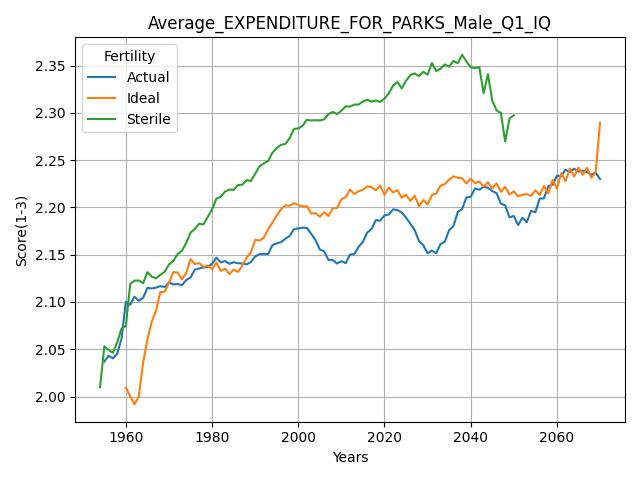 Average_EXPENDITURE_FOR_PARKS_Male_Q1_IQ
Fertility
Actual
Ideal
Sterile
Score(1-3)
2.35
2.30
2.25
2.20
2.15
2.10
2.05
2.00
1960 1980 2000 2020 2040 2060
Years